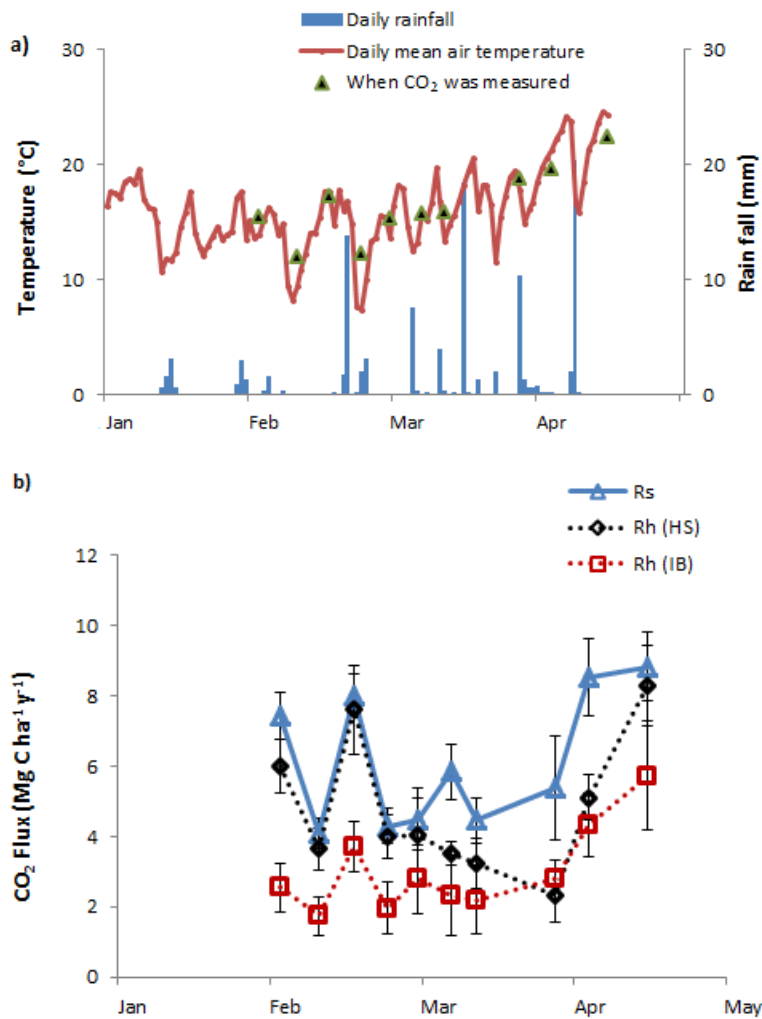 Daily rainfall
a)
Daily mean air temperature
When CO₂ was measured
30
20
10
0
Temperature (°C)
30
20
10
0
Rain fall (mm)
Jan
Feb
Mar
Apr
b)
Rs
Rh (HS)
Rh (IB)
12
10
8
6
4
2
0
CO₂ Flux (Mg C ha⁻¹ y⁻¹)
Jan
Feb
Mar
Apr
May